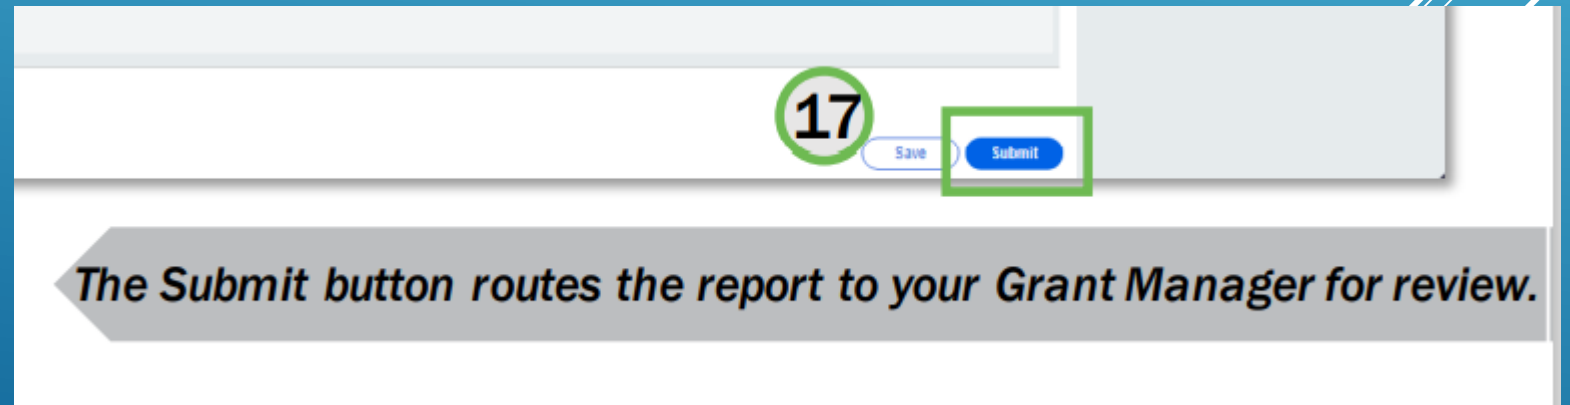 17
Save
Submit
The Submit button routes the report to your Grant Manager for review.